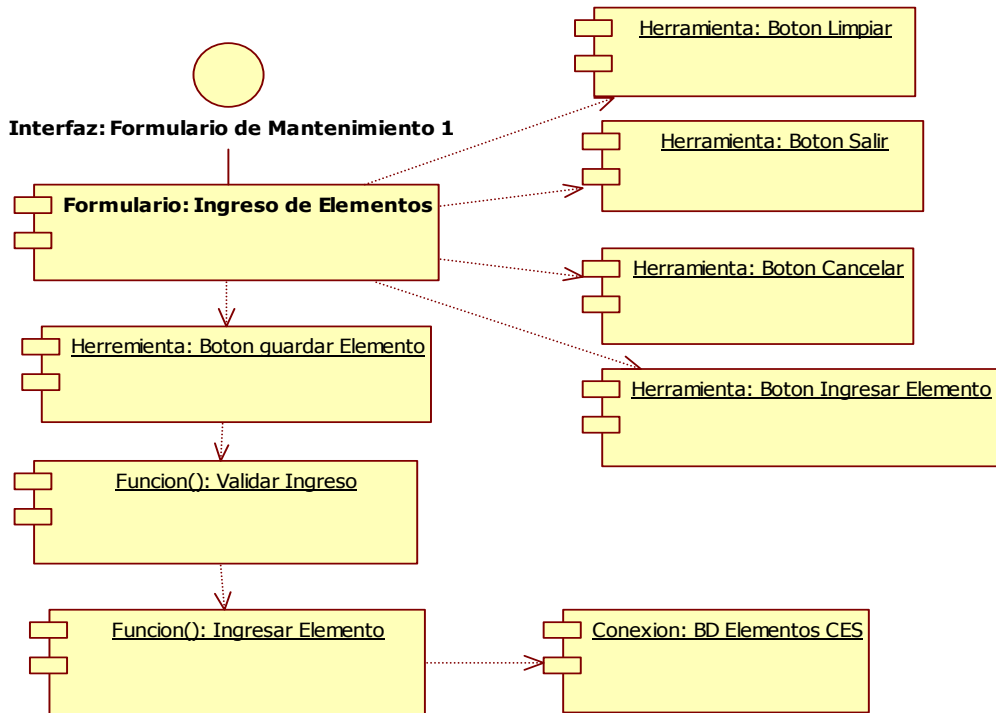 Herramienta: Boton Limpiar
Interfaz: Formulario de Mantenimiento 1
Herramienta: Boton Salir
Formulario: Ingreso de Elementos
Herramienta: Boton Cancelar
Herremienta: Boton guardar Elemento
Herramienta: Boton Ingresar Elemento
Funcion(): Validar Ingreso
Funcion(): Ingresar Elemento
Conexion: BD Elementos CES